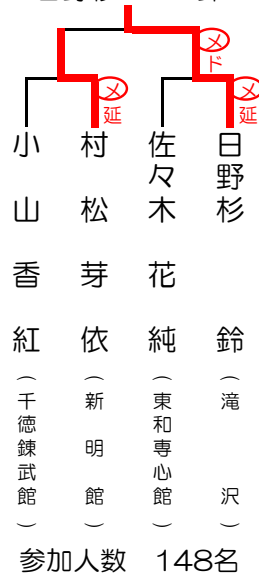 メ
ド
メ
延
メ
延
日野杉 鈴
(滝沢)
佐々木 花純
(東和専心館)
村松 芽依
(新明館)
小山 香紅
(千徳錬武館)
参加人数 148名